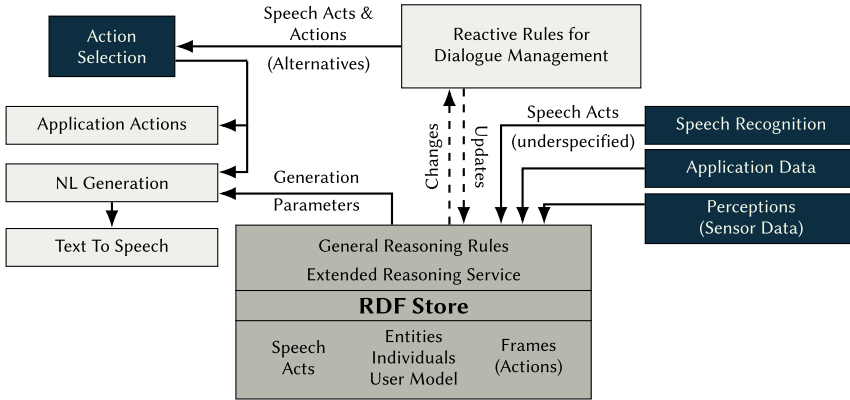 Action
Selection
Speech Acts &
Actions
(Alternatives)
Reactive Rules for
Dialogue Management
Application Actions
NL Generation
Text To Speech
Generation
Parameters
Changes
Updates
Speech Acts
(underspecified)
Speech Recognition
Application Data
Perceptions
(Sensor Data)
General Reasoning Rules
Extended Reasoning Service
RDF Store
Speech
Acts
Entities
Individuals
User Model
Frames
(Actions)